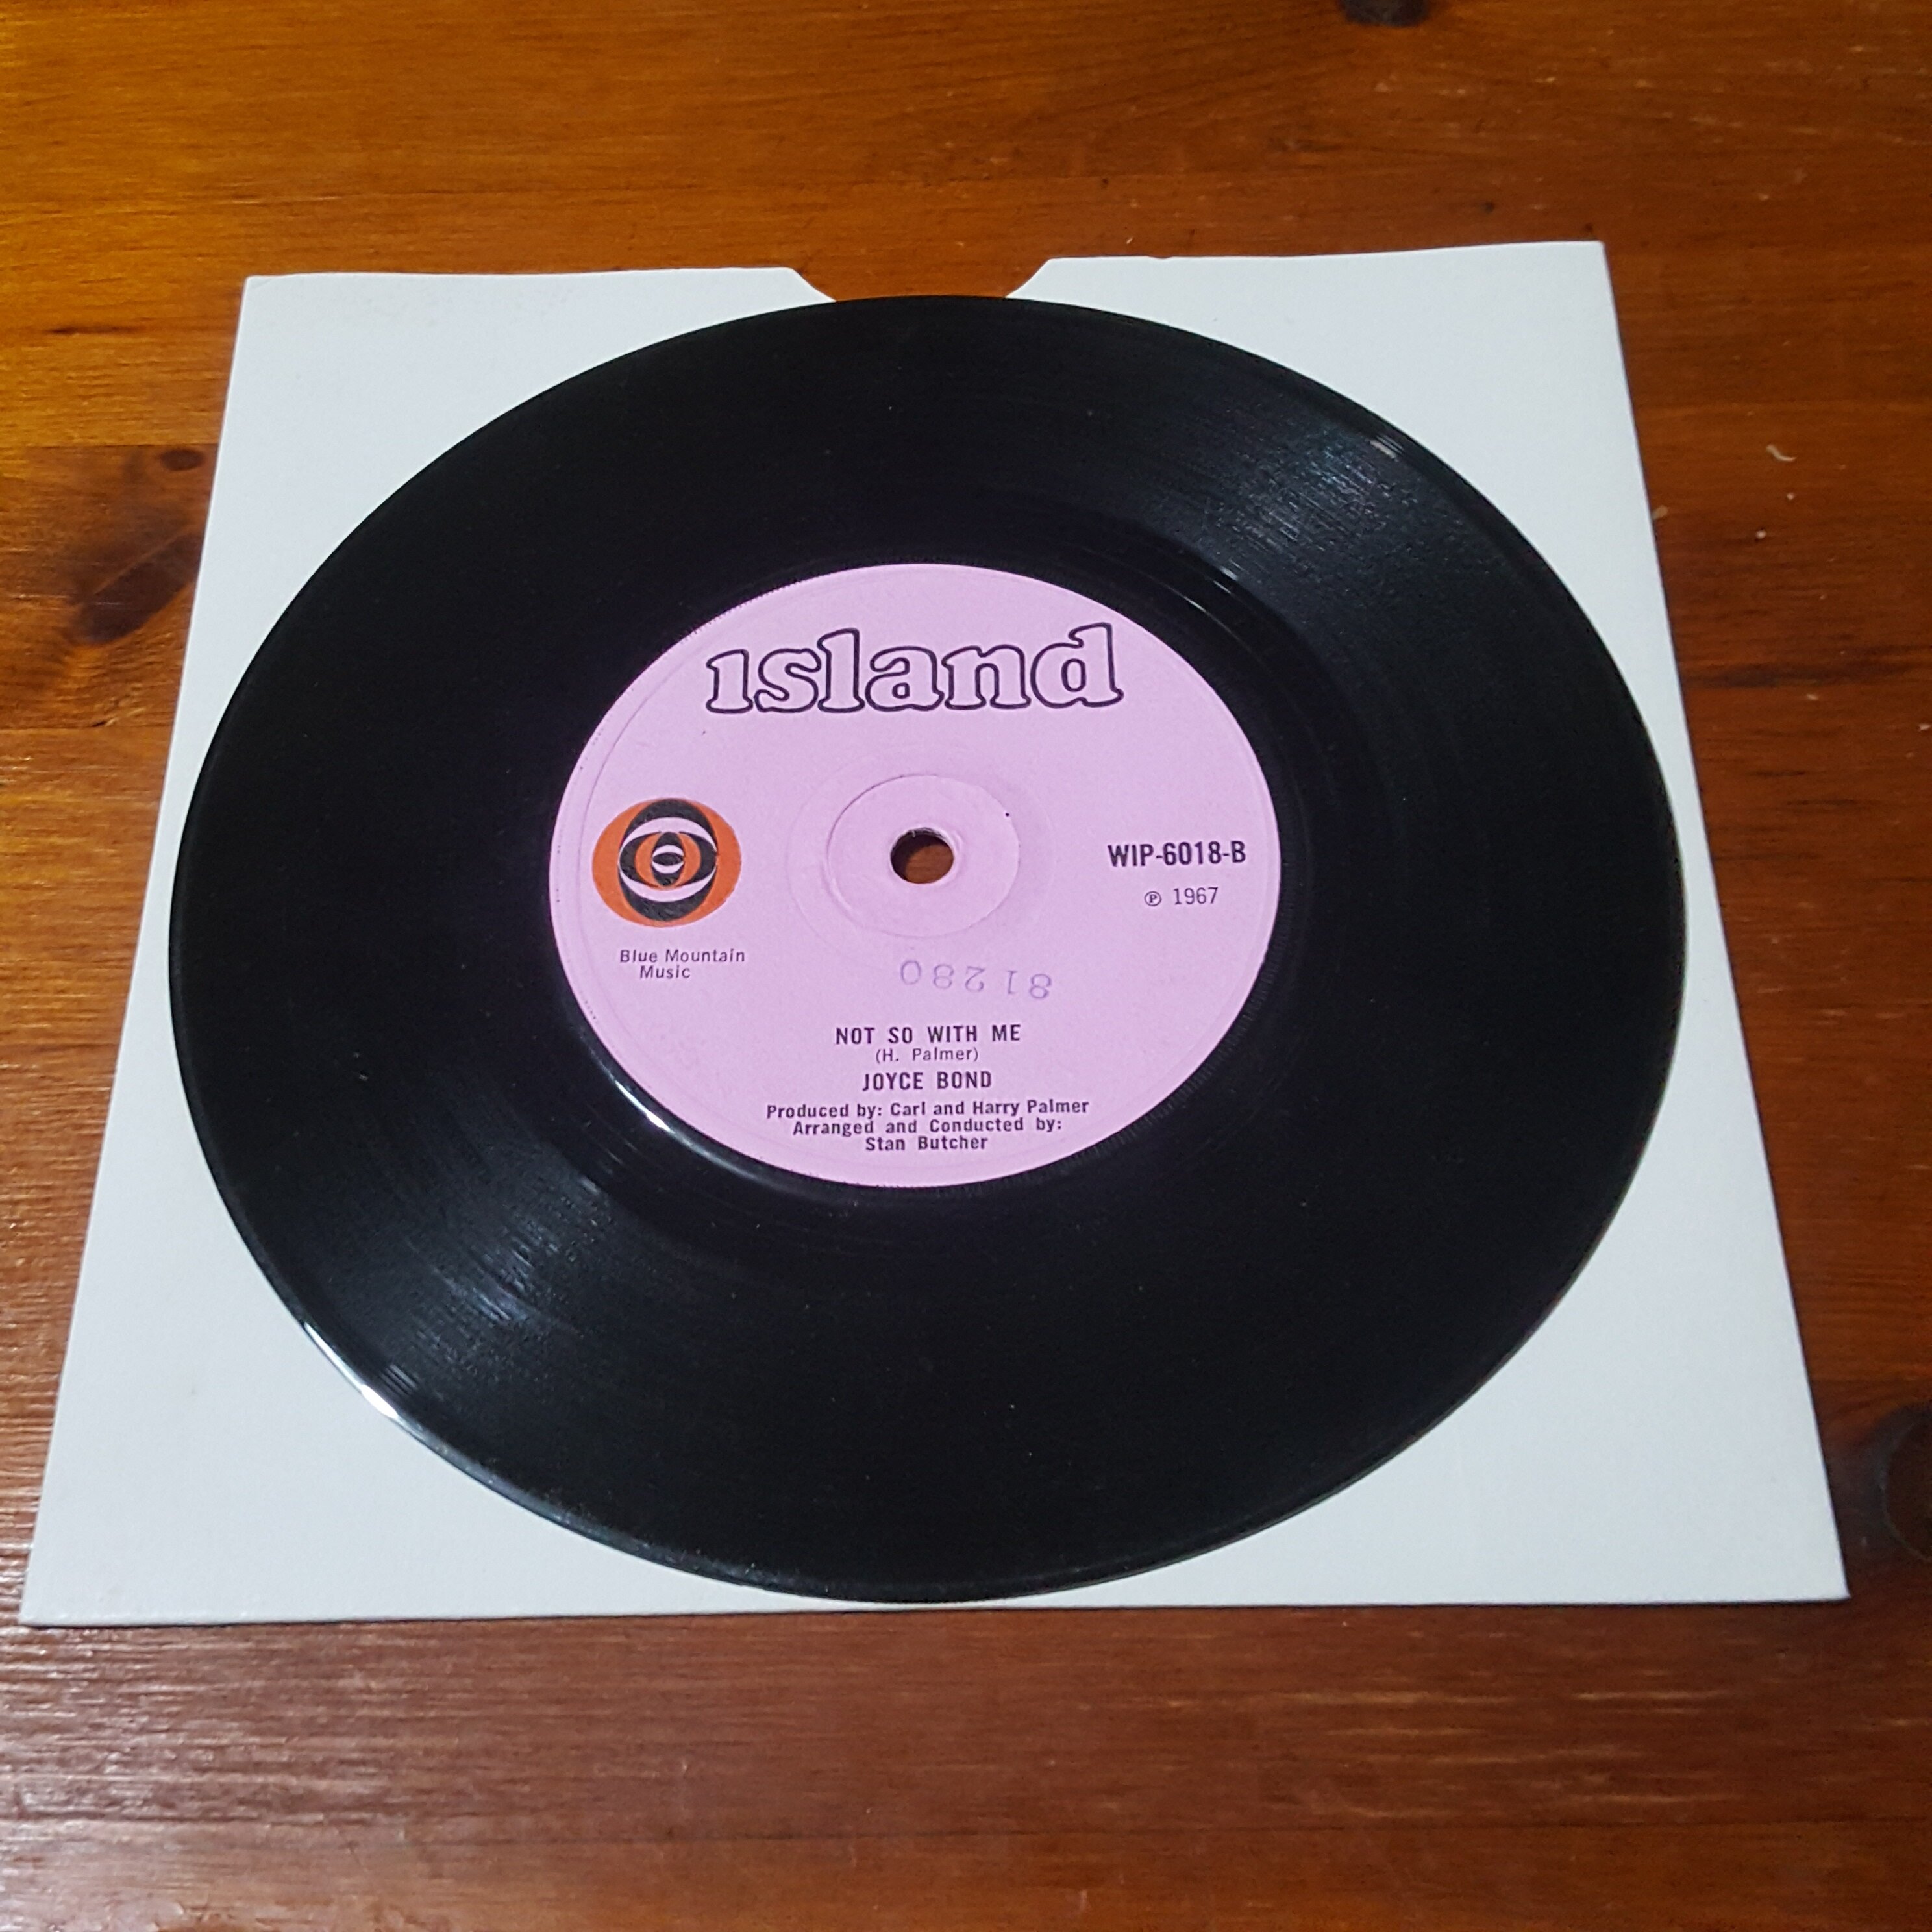 island
WIP-6018-B
℗ 1967
Blue Mountain
Music
81280
NOT SO WITH ME
(H. Palmer)
JOYCE BOND
Produced by: Carl and Harry Palmer
Arranged and Conducted by:
Stan Butcher